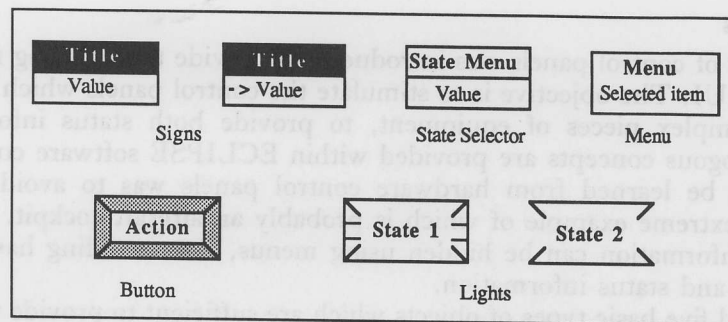 Title
Title
State Menu
Menu
Value
-> Value
Value
Selected item
Signs
State Selector
Menu
Action
State 1
State 2
Button
Lights